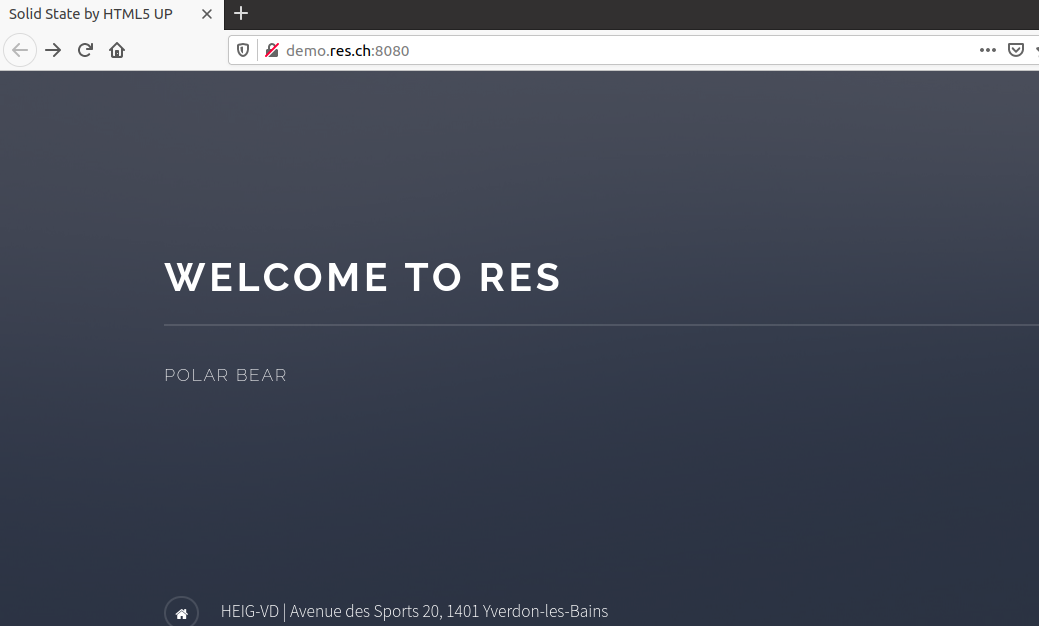 Solid State by HTML5 UP
demo.res.ch:8080
WELCOME TO RES
POLAR BEAR
HEIG-VD | Avenue des Sports 20, 1401 Yverdon-les-Bains